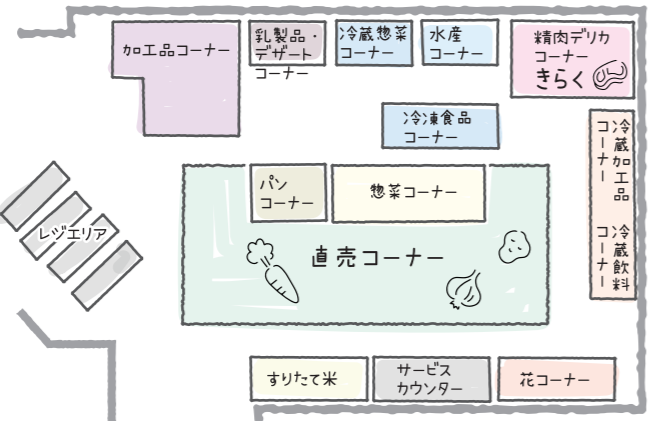 加工品コーナー
乳製品・
デザート
コーナー
冷蔵惣菜
コーナー
水産
コーナー
精肉デリカ
コーナー
きらく
冷凍食品
コーナー
冷蔵加工品
コーナー
冷蔵飲料
コーナー
パン
コーナー
惣菜コーナー
レジエリア
直売コーナー
すりたて米
サービス
カウンター
花コーナー